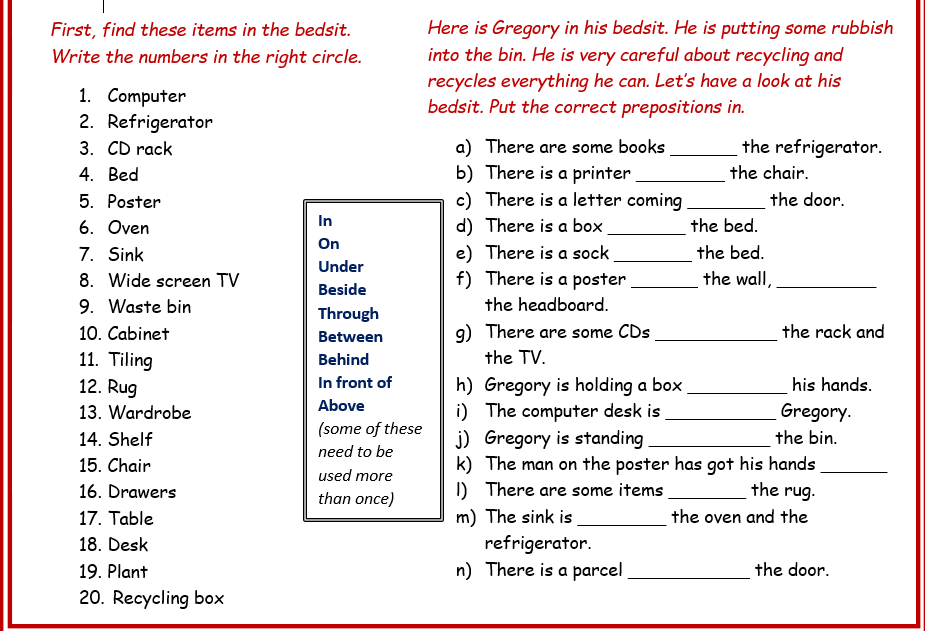 First, find these items in the bedsit.
Write the numbers in the right circle.
1. Computer
2. Refrigerator
3. CD rack
4. Bed
5. Poster
6. Oven
7. Sink
8. Wide screen TV
9. Waste bin
10. Cabinet
11. Tiling
12. Rug
13. Wardrobe
14. Shelf
15. Chair
16. Drawers
17. Table
18. Desk
19. Plant
20. Recycling box
In
On
Under
Beside
Through
Between
Behind
In front of
Above
(some of these
need to be
used more
than once)
Here is Gregory in his bedsit. He is putting some rubbish
into the bin. He is very careful about recycling and
recycles everything he can. Let's have a look at his
bedsit. Put the correct prepositions in.
a) There are some books _______ the refrigerator.
b) There is a printer _________ the chair.
c) There is a letter coming ________ the door.
d) There is a box ________ the bed.
e) There is a sock ________ the bed.
f) There is a poster _______ the wall, __________
the headboard.
g) There are some CDs ____________ the rack and
the TV.
h) Gregory is holding a box __________ his hands.
i) The computer desk is ___________ Gregory.
j) Gregory is standing ____________ the bin.
k) The man on the poster has got his hands _______
l) There are some items ________ the rug.
m) The sink is _________ the oven and the
refrigerator.
n) There is a parcel ____________ the door.